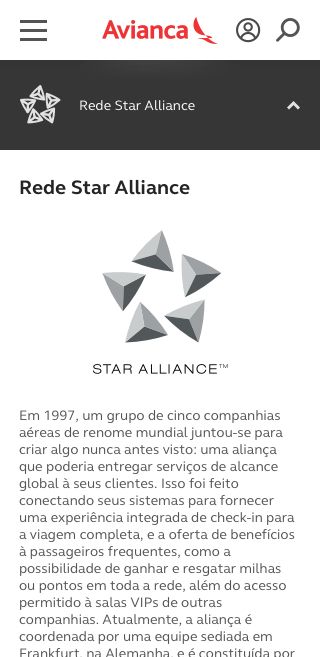 Avianca
Rede Star Alliance
Rede Star Alliance
STAR ALLIANCE™
Em 1997, um grupo de cinco companhias
aéreas de renome mundial juntou-se para
criar algo nunca antes visto: uma aliança
que poderia entregar serviços de alcance
global à seus clientes. Isso foi feito
conectando seus sistemas para fornecer
uma experiência integrada de check-in para
a viagem completa, e a oferta de benefícios
à passageiros frequentes, como a
possibilidade de ganhar e resgatar milhas
ou pontos em toda a rede, além do acesso
permitido à salas VIPs de outras
companhias. Atualmente, a aliança é
coordenada por uma equipe sediada em
Frankfurt, na Alemanha, e é constituída por